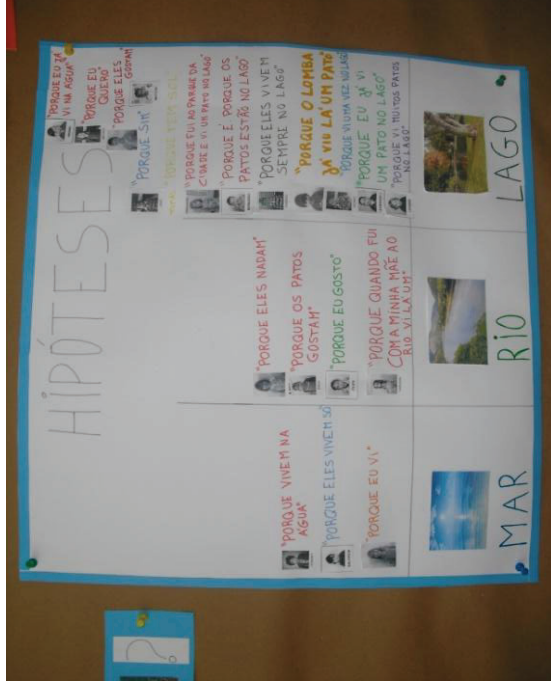 HIPÓTESES
"PORQUE VIVEM NA
ÁGUA"
"PORQUE ELES VIVEM SÓ"
"PORQUE EU VI"
MAR
"PORQUE ELES NADAM"
"PORQUE OS PATOS
GOSTAM"
"PORQUE EU GOSTO"
"PORQUE QUANDO FUI
COM A MINHA MÃE AO
RIO VI LÁ UM"
RIO
"PORQUE EU JÁ
VI NA ÁGUA"
"PORQUE EU
QUERO"
"PORQUE ELES
GOSTAM"
"PORQUE SIM"
"PORQUE FUI AO PARQUE DA
CIDADE E VI UM PATO NO LAGO"
"PORQUE É PORQUE OS
PATOS ESTÃO NO LAGO"
"PORQUE ELES VIVEM
SEMPRE NO LAGO"
"PORQUE O LOMBA
JÁ VIU LÁ UM PATO"
"PORQUE VI UMA VEZ NO LAGO"
"PORQUE EU JÁ VI
UM PATO NO LAGO"
"PORQUE VI MUITOS PATOS
NO LAGO"
LAGO
?